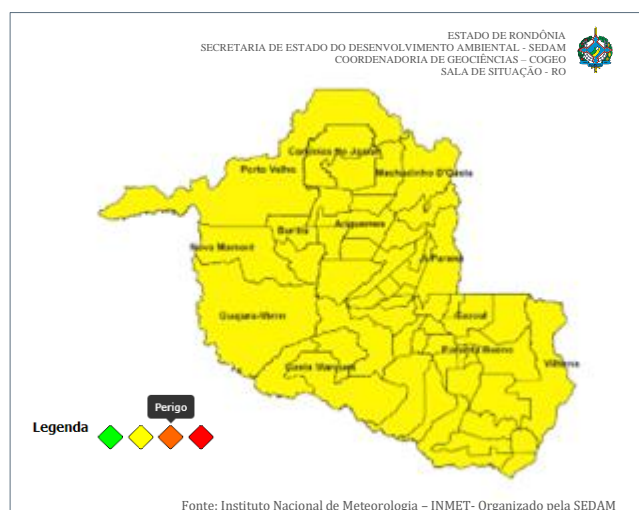 ESTADO DE RONDÔNIA
SECRETARIA DE ESTADO DO DESENVOLVIMENTO AMBIENTAL - SEDAM
COORDENADORIA DE GEOCIÊNCIAS – COGEO
SALA DE SITUAÇÃO - RO
Porto Velho
Machadinho D'Oeste
Buritis
Ariquemes
Nova Mamoré
Ji-Paraná
Guajará-Mirim
Cacoal
Pimenta Bueno
Vilhena
Costa Marques
Perigo
Legenda
Fonte: Instituto Nacional de Meteorologia – INMET- Organizado pela SEDAM